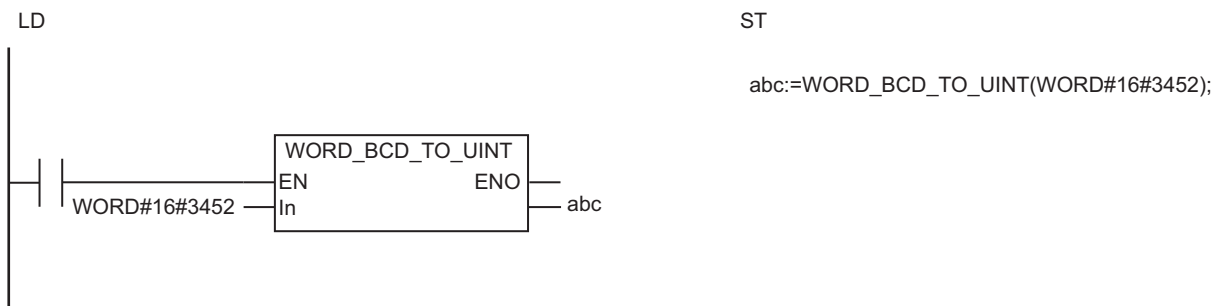 LD
ST
abc:=WORD_BCD_TO_UINT(WORD#16#3452);
WORD_BCD_TO_UINT
EN ENO
WORD#16#3452 In abc